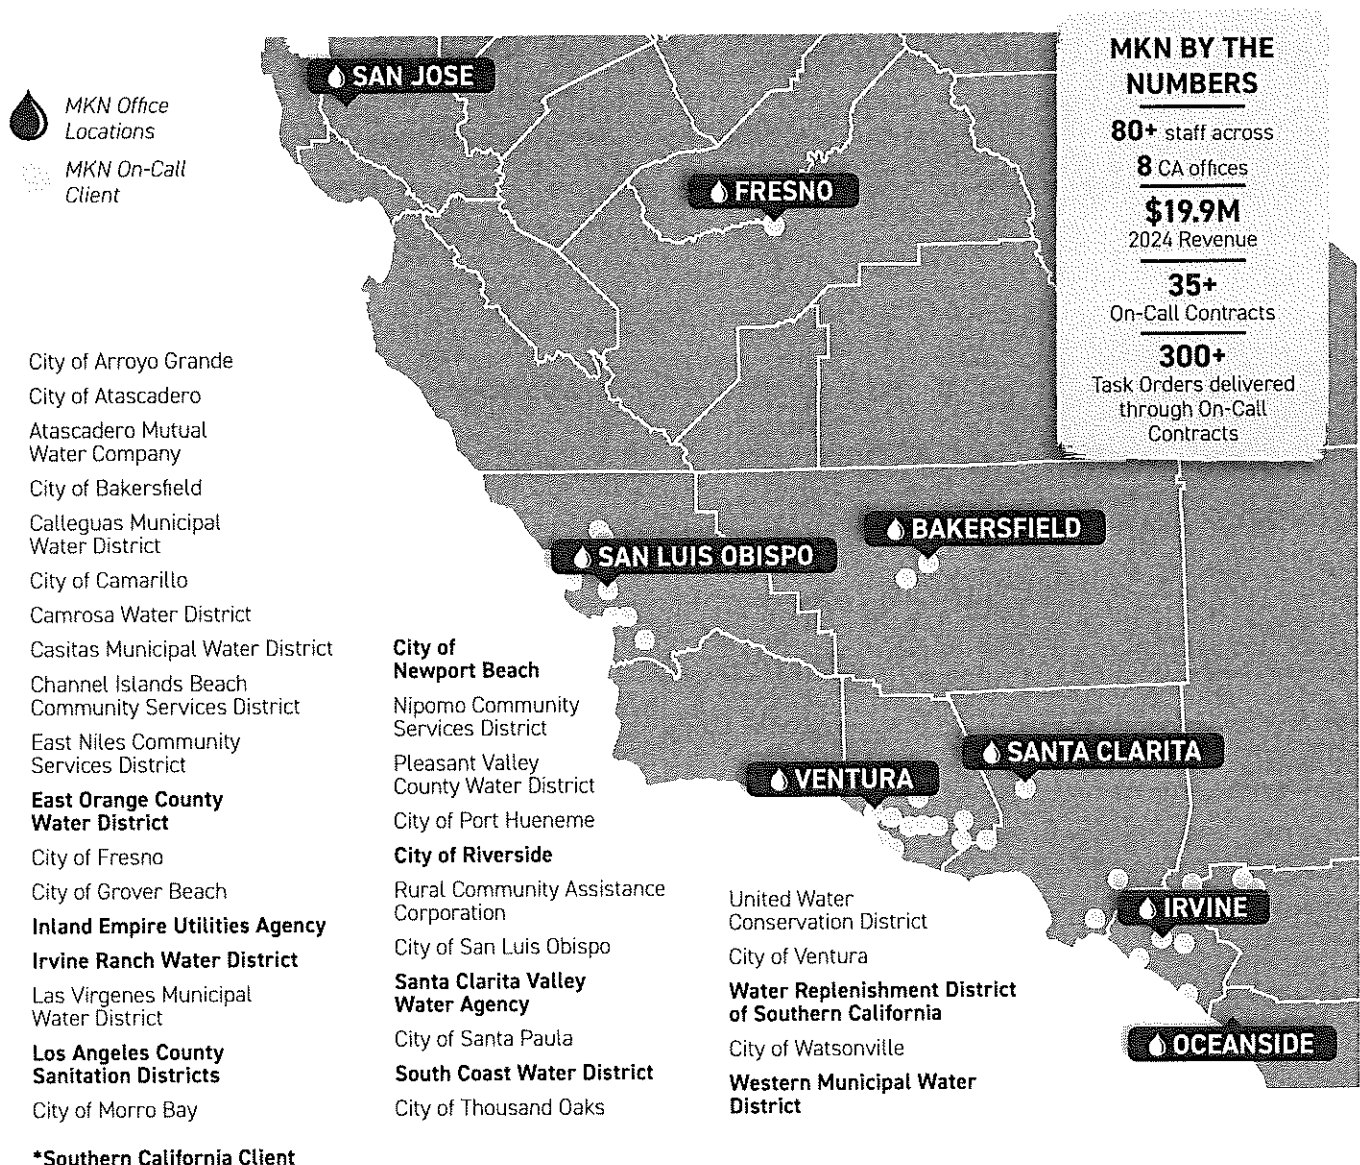 SAN JOSE
MKN Office
Locations
MKN On-Call
Client
FRESNO
MKN BY THE
NUMBERS
80+ staff across
8 CA offices
$19.9M
2024 Revenue
35+
On-Call Contracts
300+
Task Orders delivered
through On-Call
Contracts
BAKERSFIELD
SAN LUIS OBISPO
SANTA CLARITA
VENTURA
IRVINE
OCEANSIDE
City of Arroyo Grande
City of Atascadero
Atascadero Mutual
Water Company
City of Bakersfield
Calleguas Municipal
Water District
City of Camarillo
Camrosa Water District
Casitas Municipal Water District
Channel Islands Beach
Community Services District
East Niles Community
Services District
East Orange County
Water District
City of Fresno
City of Grover Beach
Inland Empire Utilities Agency
Irvine Ranch Water District
Las Virgenes Municipal
Water District
Los Angeles County
Sanitation Districts
City of Morro Bay
City of
Newport Beach
Nipomo Community
Services District
Pleasant Valley
County Water District
City of Port Hueneme
City of Riverside
Rural Community Assistance
Corporation
City of San Luis Obispo
Santa Clarita Valley
Water Agency
City of Santa Paula
South Coast Water District
City of Thousand Oaks
United Water
Conservation District
City of Ventura
Water Replenishment District
of Southern California
City of Watsonville
Western Municipal Water
District
*Southern California Client